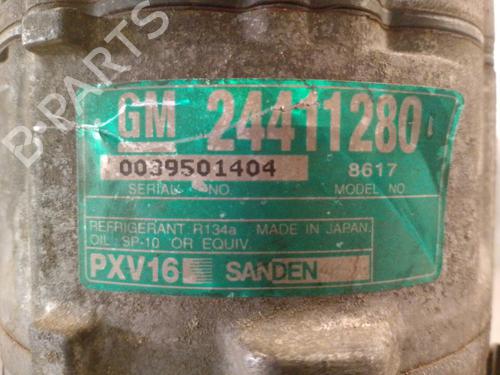 GM 24411280
0039501404 8617
SERIAL NO. MODEL NO
REFRIGERANT R134a MADE IN JAPAN.
OIL : SP-10 OR EQUIV.
PXV16 SANDEN
B-PARTS